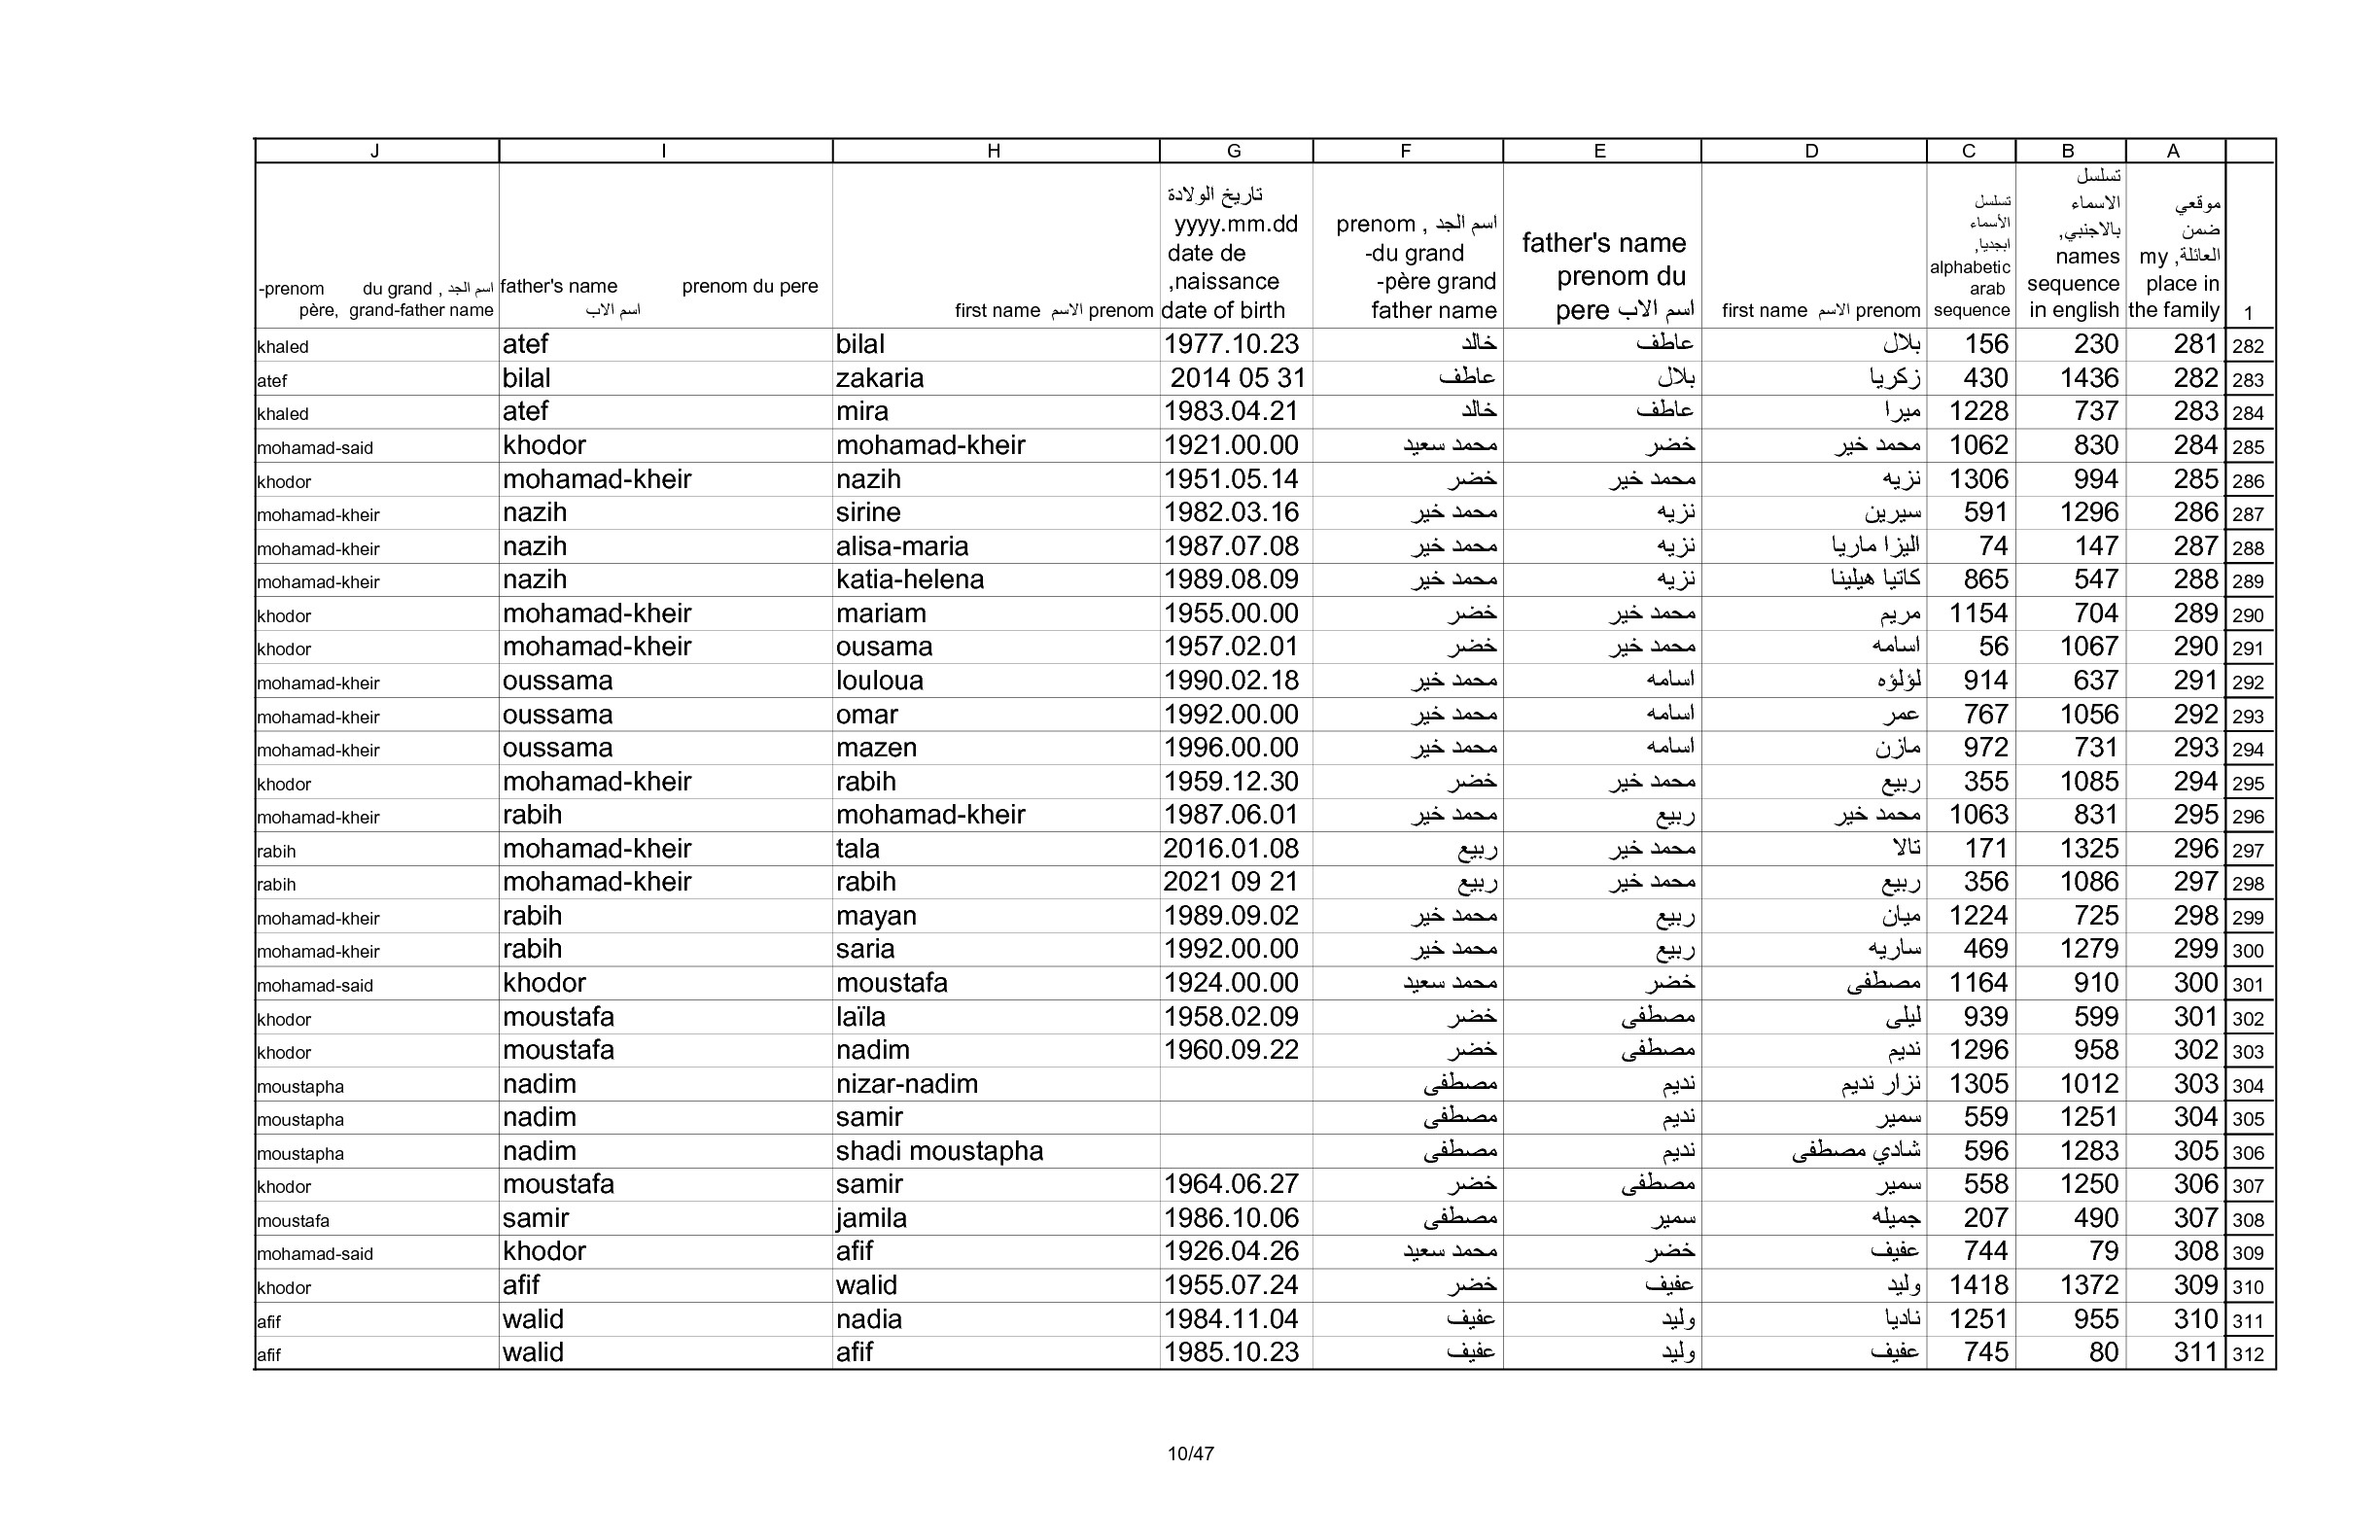 J I H G F E D C B A
-prenom du grand , اسم الجد père, grand-father name | father's name prenom du pere اسم الاب | first name الاسم prenom | تاريخ الولادة yyyy.mm.dd date de ,naissance date of birth | prenom , اسم الجد -du grand -père grand father name | father's name prenom du pere اسم الاب | first name الاسم prenom | تسلسل الأسماء ابجديا, alphabetic arab sequence | تسلسل الاسماء بالاجنبي, names sequence in english | موقعي ضمن العائلة, my place in the family | 1
khaled atef bilal 1977.10.23 خالد عاطف بلال 156 230 281 282
atef bilal zakaria 2014 05 31 عاطف بلال زكريا 430 1436 282 283
khaled atef mira 1983.04.21 خالد عاطف ميرا 1228 737 283 284
mohamad-said khodor mohamad-kheir 1921.00.00 محمد سعيد خضر محمد خير 1062 830 284 285
khodor mohamad-kheir nazih 1951.05.14 خضر محمد خير نزيه 1306 994 285 286
mohamad-kheir nazih sirine 1982.03.16 محمد خير نزيه سيرين 591 1296 286 287
mohamad-kheir nazih alisa-maria 1987.07.08 محمد خير نزيه اليزا ماريا 74 147 287 288
mohamad-kheir nazih katia-helena 1989.08.09 محمد خير نزيه كاتيا هيلينا 865 547 288 289
khodor mohamad-kheir mariam 1955.00.00 خضر محمد خير مريم 1154 704 289 290
khodor mohamad-kheir ousama 1957.02.01 خضر محمد خير اسامه 56 1067 290 291
mohamad-kheir oussama louloua 1990.02.18 محمد خير اسامه لؤلؤه 914 637 291 292
mohamad-kheir oussama omar 1992.00.00 محمد خير اسامه عمر 767 1056 292 293
mohamad-kheir oussama mazen 1996.00.00 محمد خير اسامه مازن 972 731 293 294
khodor mohamad-kheir rabih 1959.12.30 خضر محمد خير ربيع 355 1085 294 295
mohamad-kheir rabih mohamad-kheir 1987.06.01 محمد خير ربيع محمد خير 1063 831 295 296
rabih mohamad-kheir tala 2016.01.08 ربيع محمد خير تالا 171 1325 296 297
rabih mohamad-kheir rabih 2021 09 21 ربيع محمد خير ربيع 356 1086 297 298
mohamad-kheir rabih mayan 1989.09.02 محمد خير ربيع ميان 1224 725 298 299
mohamad-kheir rabih saria 1992.00.00 محمد خير ربيع ساريه 469 1279 299 300
mohamad-said khodor moustafa 1924.00.00 محمد سعيد خضر مصطفى 1164 910 300 301
khodor moustafa laïla 1958.02.09 خضر مصطفى ليلى 939 599 301 302
khodor moustafa nadim 1960.09.22 خضر مصطفى نديم 1296 958 302 303
moustapha nadim nizar-nadim مصطفى نديم نزار نديم 1305 1012 303 304
moustapha nadim samir مصطفى نديم سمير 559 1251 304 305
moustapha nadim shadi moustapha مصطفى نديم شادي مصطفى 596 1283 305 306
khodor moustafa samir 1964.06.27 خضر مصطفى سمير 558 1250 306 307
moustafa samir jamila 1986.10.06 مصطفى سمير جميله 207 490 307 308
mohamad-said khodor afif 1926.04.26 محمد سعيد خضر عفيف 744 79 308 309
khodor afif walid 1955.07.24 خضر عفيف وليد 1418 1372 309 310
afif walid nadia 1984.11.04 عفيف وليد ناديا 1251 955 310 311
afif walid afif 1985.10.23 عفيف وليد عفيف 745 80 311 312
10/47